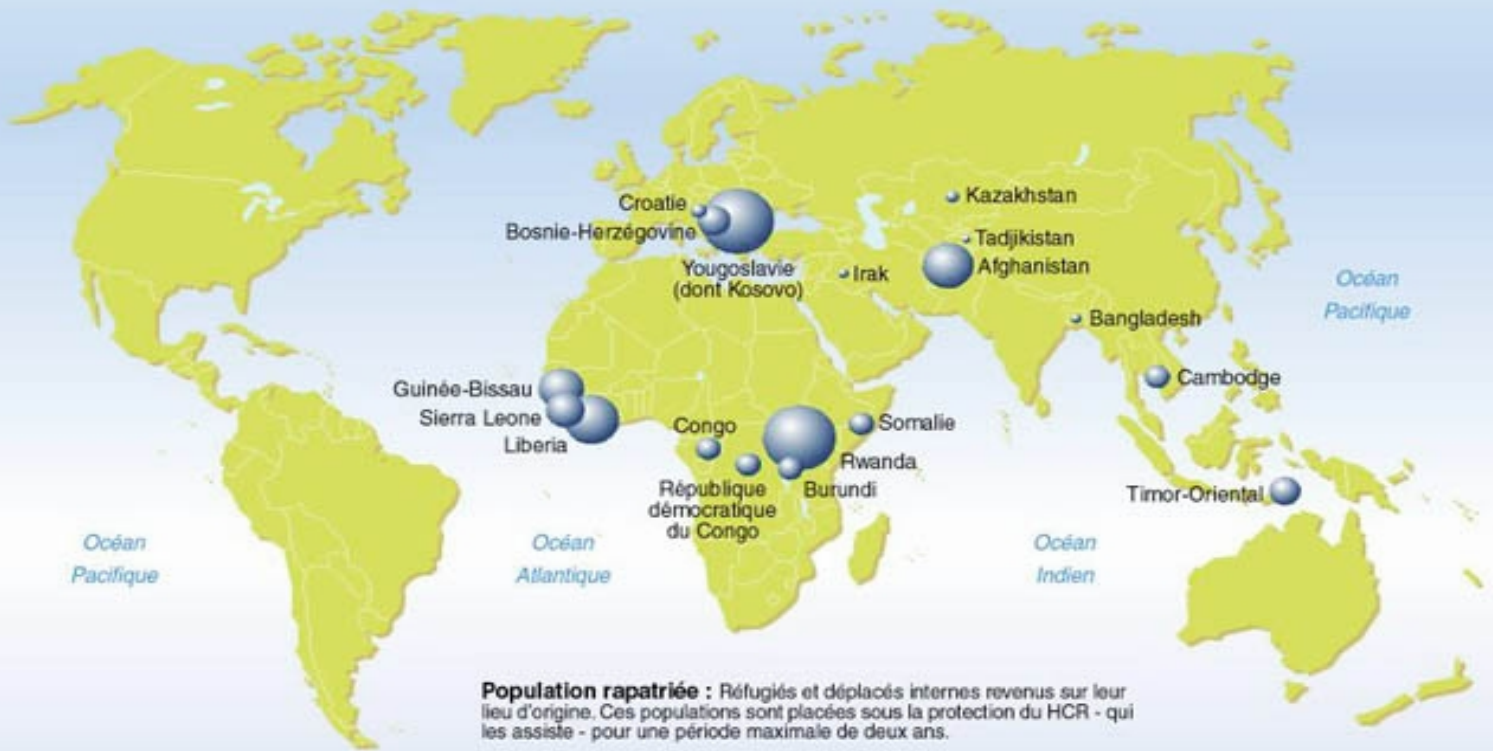 Croatie
Bosnie-Herzégovine
Yougoslavie
(dont Kosovo)
Kazakhstan
Tadjikistan
Afghanistan
Irak
Bangladesh
Océan
Pacifique
Cambodge
Guinée-Bissau
Sierra Leone
Liberia
Congo
Somalie
Rwanda
Burundi
République
démocratique
du Congo
Timor-Oriental
Océan
Pacifique
Océan
Atlantique
Océan
Indien
Population rapatriée : Réfugiés et déplacés internes revenus sur leur
lieu d'origine. Ces populations sont placées sous la protection du HCR - qui
les assiste - pour une période maximale de deux ans.